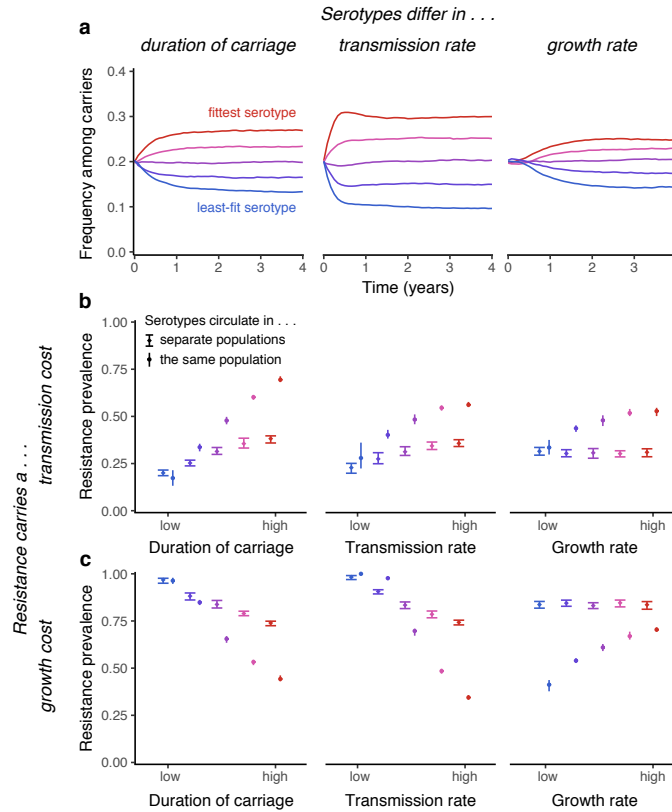 Serotypes differ in . . .
a
duration of carriage
transmission rate
growth rate
Frequency among carriers
0.4
0.3
0.2
0.1
0.0
fittest serotype
least-fit serotype
0 1 2 3 4
0 1 2 3 4
0 1 2 3
Time (years)
Resistance carries a . . .
b
transmission cost
Resistance prevalence
1.00
0.75
0.50
0.25
0.00
Serotypes circulate in . . .
separate populations
the same population
low high
low high
low high
Duration of carriage
Transmission rate
Growth rate
c
growth cost
Resistance prevalence
1.00
0.75
0.50
0.25
0.00
low high
low high
low high
Duration of carriage
Transmission rate
Growth rate